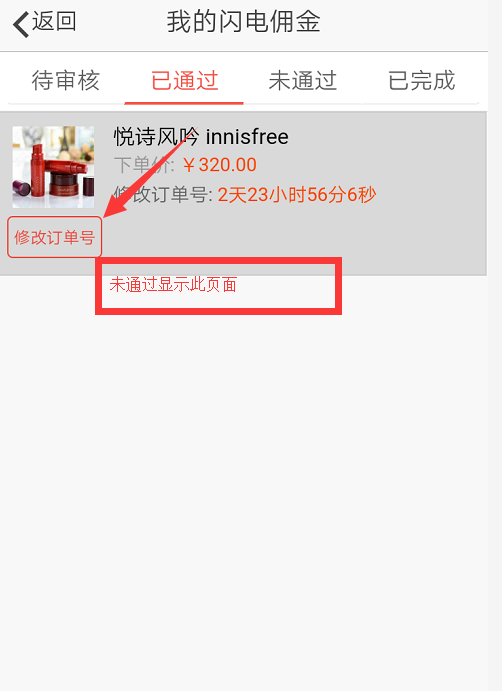 返回
我的闪电佣金
待审核 已通过 未通过 已完成
悦诗风吟 innisfree
下单价: ￥320.00
修改订单号: 2天23小时56分6秒
修改订单号
未通过显示此页面